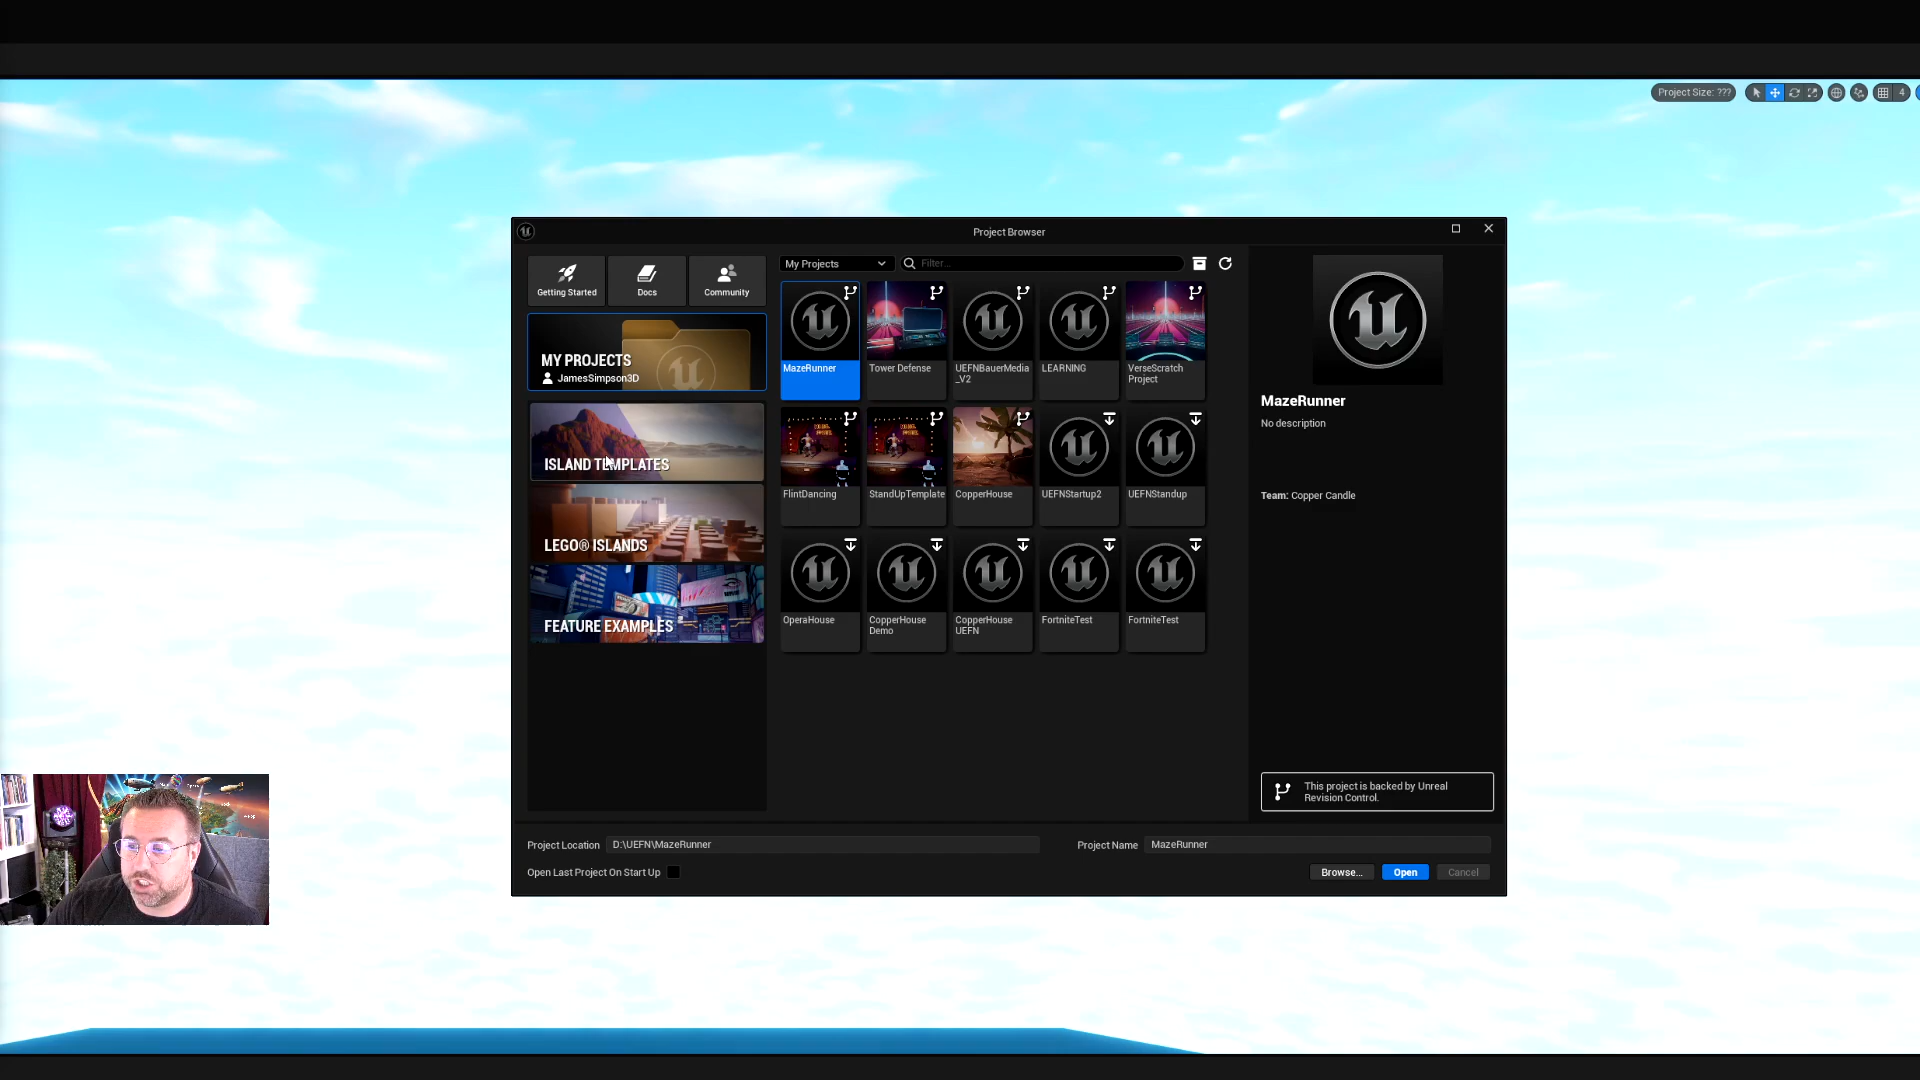 Project Size: ???
4
Project Browser
Getting Started
Docs
Community
My Projects
Filter...
MY PROJECTS
JamesSimpson3D
ISLAND TEMPLATES
LEGO® ISLANDS
FEATURE EXAMPLES
MazeRunner
Tower Defense
UEFNBauerMedia
_V2
LEARNING
VerseScratch
Project
FlintDancing
StandUpTemplate
CopperHouse
UEFNStartup2
UEFNStandup
OperaHouse
CopperHouse
Demo
CopperHouse
UEFN
FortniteTest
FortniteTest
MazeRunner
No description
Team: Copper Candle
This project is backed by Unreal
Revision Control.
Project Location
D:\UEFN\MazeRunner
Project Name
MazeRunner
Open Last Project On Start Up
Browse...
Open
Cancel